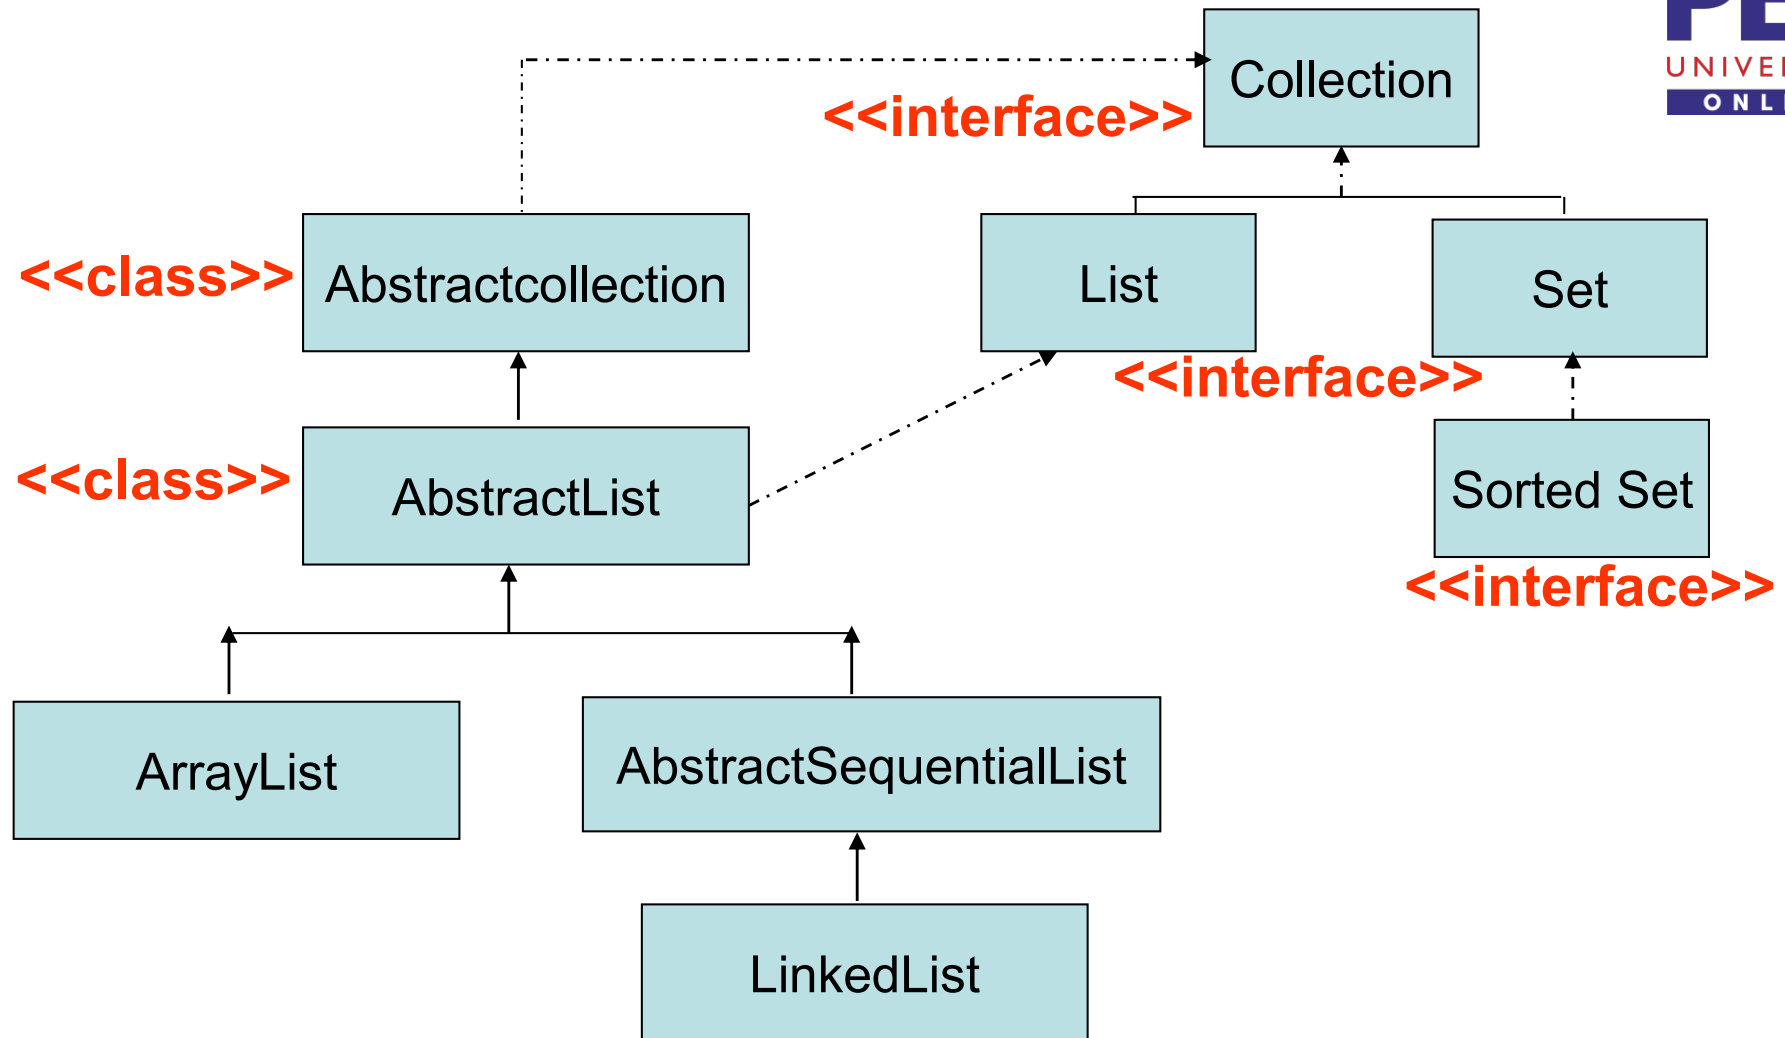 Collection
<<interface>>
<<class>>
Abstractcollection
List
Set
<<interface>>
<<class>>
AbstractList
Sorted Set
<<interface>>
ArrayList
AbstractSequentialList
LinkedList